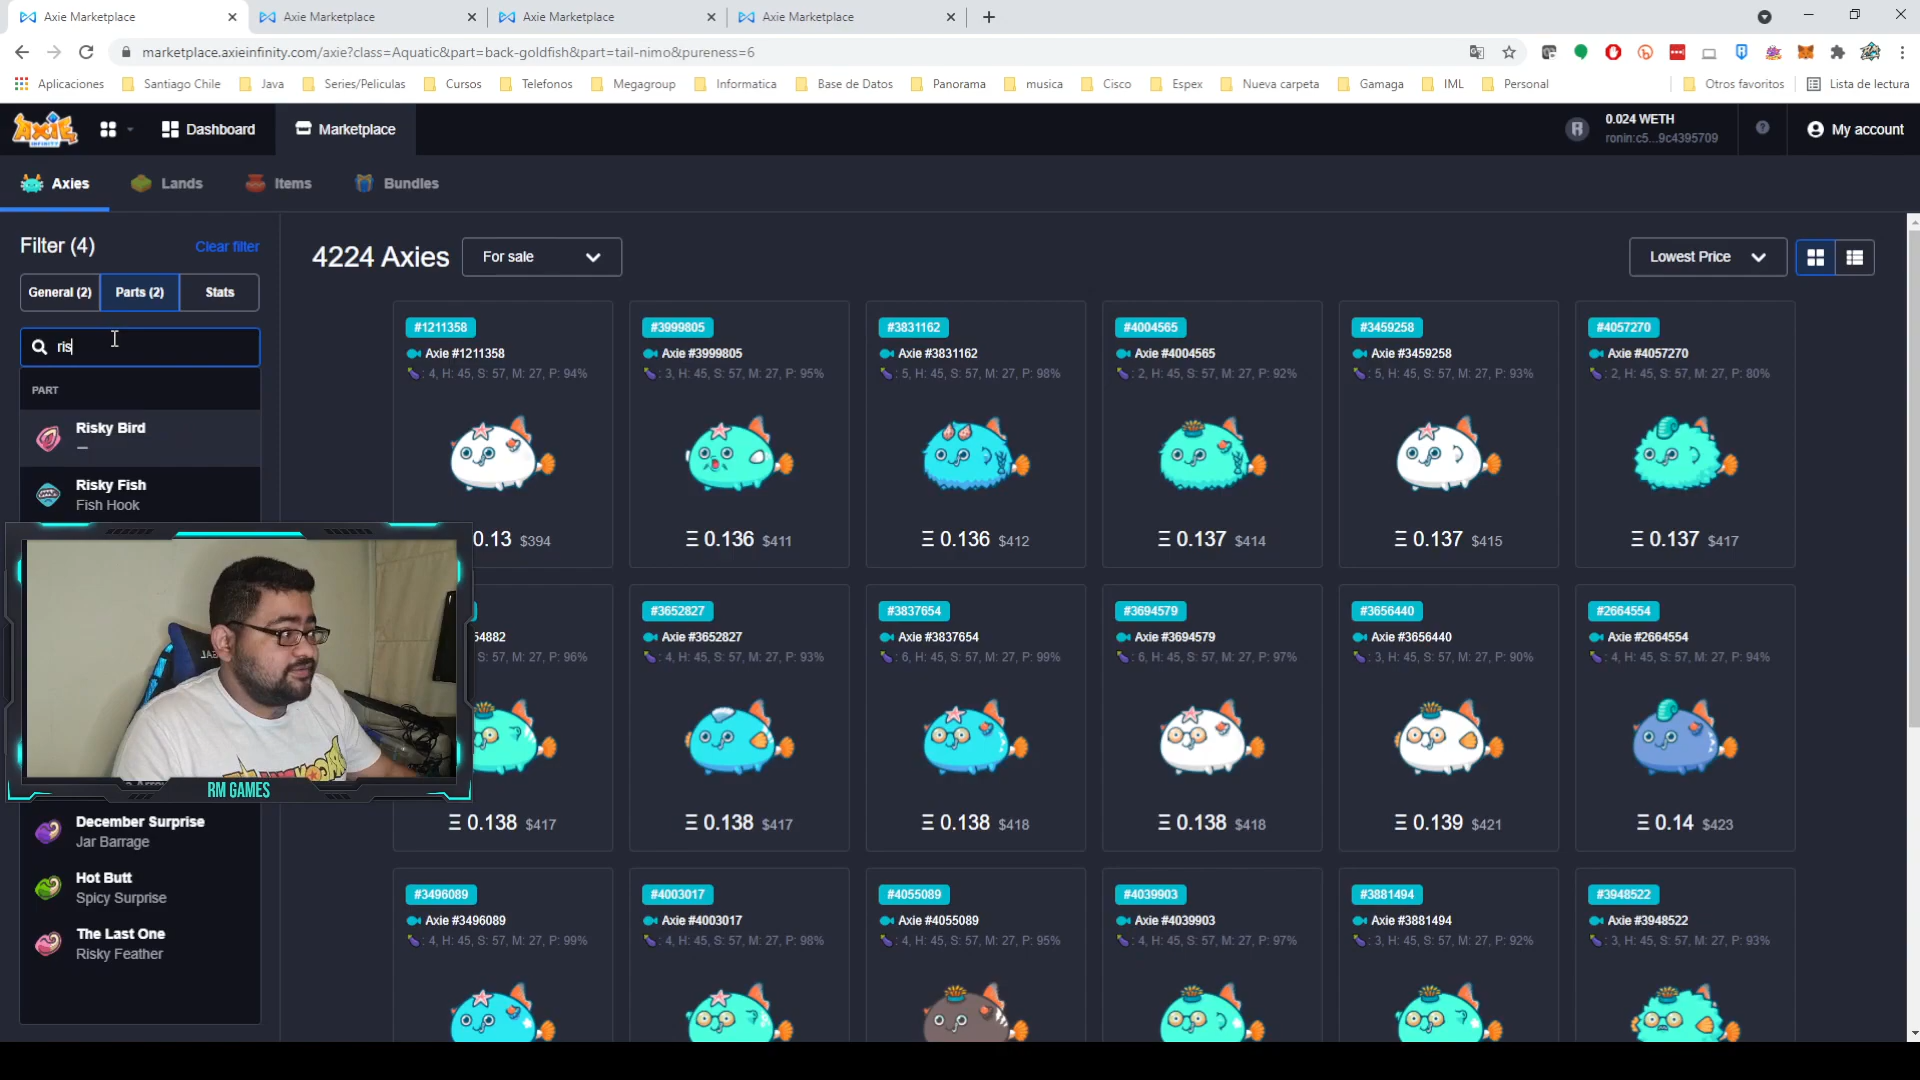 Axie Marketplace
Axie Marketplace
Axie Marketplace
Axie Marketplace
marketplace.axieinfinity.com/axie?class=Aquatic&part=back-goldfish&part=tail-nimo&pureness=6
Aplicaciones
Santiago Chile
Java
Series/Peliculas
Cursos
Telefonos
Megagroup
Informatica
Base de Datos
Panorama
musica
Cisco
Espex
Nueva carpeta
Gamaga
IML
Personal
Otros favoritos
Lista de lectura
AXIE INFINITY
Dashboard
Marketplace
0.024 WETH
ronin:c5...9c4395709
My account
Axies
Lands
Items
Bundles
Filter (4)
Clear filter
General (2)
Parts (2)
Stats
ris
PART
Risky Bird
—
Risky Fish
Fish Hook
December Surprise
Jar Barrage
Hot Butt
Spicy Surprise
The Last One
Risky Feather
RM GAMES
4224 Axies
For sale
Lowest Price
#1211358
Axie #1211358
: 4, H: 45, S: 57, M: 27, P: 94%
0.13 $394
#3999805
Axie #3999805
: 3, H: 45, S: 57, M: 27, P: 95%
Ξ 0.136 $411
#3831162
Axie #3831162
: 5, H: 45, S: 57, M: 27, P: 98%
Ξ 0.136 $412
#4004565
Axie #4004565
: 2, H: 45, S: 57, M: 27, P: 92%
Ξ 0.137 $414
#3459258
Axie #3459258
: 5, H: 45, S: 57, M: 27, P: 93%
Ξ 0.137 $415
#4057270
Axie #4057270
: 2, H: 45, S: 57, M: 27, P: 80%
Ξ 0.137 $417
54882
S: 57, M: 27, P: 96%
Ξ 0.138 $417
#3652827
Axie #3652827
: 4, H: 45, S: 57, M: 27, P: 93%
Ξ 0.138 $417
#3837654
Axie #3837654
: 6, H: 45, S: 57, M: 27, P: 99%
Ξ 0.138 $418
#3694579
Axie #3694579
: 6, H: 45, S: 57, M: 27, P: 97%
Ξ 0.138 $418
#3656440
Axie #3656440
: 3, H: 45, S: 57, M: 27, P: 90%
Ξ 0.139 $421
#2664554
Axie #2664554
: 4, H: 45, S: 57, M: 27, P: 94%
Ξ 0.14 $423
#3496089
Axie #3496089
: 4, H: 45, S: 57, M: 27, P: 99%
#4003017
Axie #4003017
: 4, H: 45, S: 57, M: 27, P: 98%
#4055089
Axie #4055089
: 4, H: 45, S: 57, M: 27, P: 95%
#4039903
Axie #4039903
: 4, H: 45, S: 57, M: 27, P: 97%
#3881494
Axie #3881494
: 3, H: 45, S: 57, M: 27, P: 92%
#3948522
Axie #3948522
: 3, H: 45, S: 57, M: 27, P: 93%